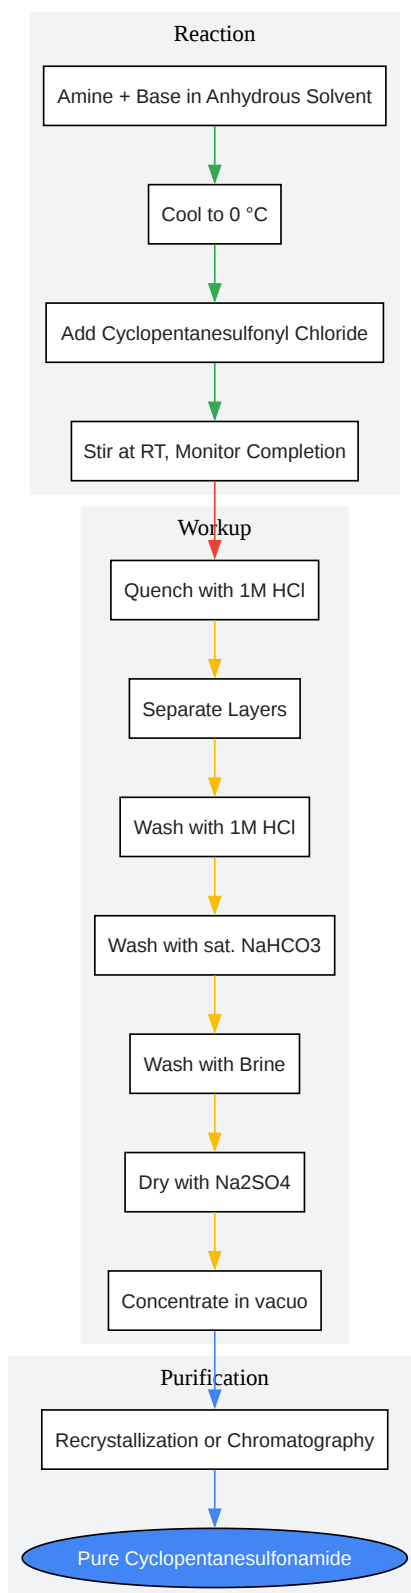 Reaction
Amine + Base in Anhydrous Solvent
Cool to 0 °C
Add Cyclopentanesulfonyl Chloride
Stir at RT, Monitor Completion
Workup
Quench with 1M HCl
Separate Layers
Wash with 1M HCl
Wash with sat. NaHCO3
Wash with Brine
Dry with Na2SO4
Concentrate in vacuo
Purification
Recrystallization or Chromatography
Pure Cyclopentanesulfonamide